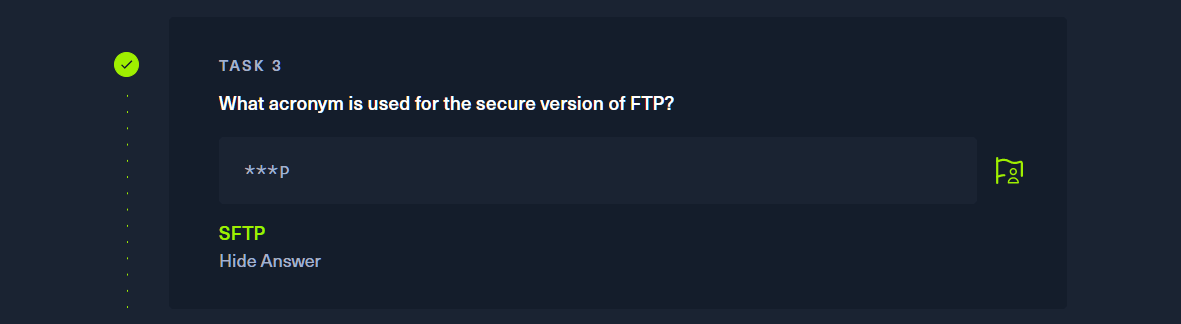 TASK 3
What acronym is used for the secure version of FTP?
***P
SFTP
Hide Answer